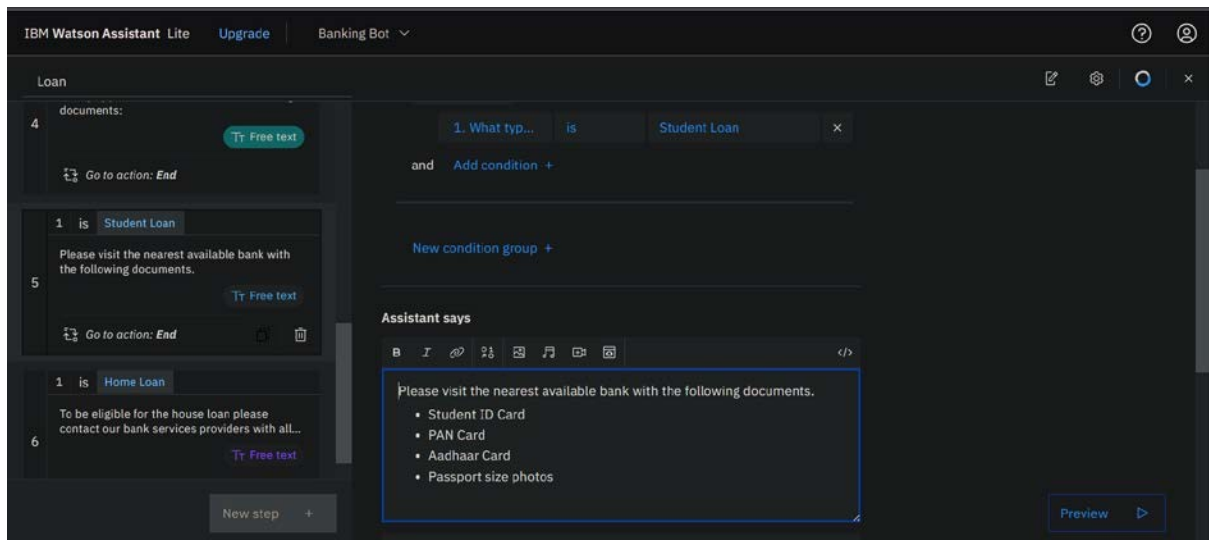 IBM Watson Assistant Lite Upgrade Banking Bot
Loan
documents:
4
Tт Free text
Go to action: End
1 is Student Loan
Please visit the nearest available bank with
the following documents.
5
Tт Free text
Go to action: End
1 is Home Loan
To be eligible for the house loan please
contact our bank services providers with all...
6
Tт Free text
New step +
1. What typ... is Student Loan ×
and Add condition +
New condition group +
Assistant says
B I </>
Please visit the nearest available bank with the following documents.
• Student ID Card
• PAN Card
• Aadhaar Card
• Passport size photos
Preview